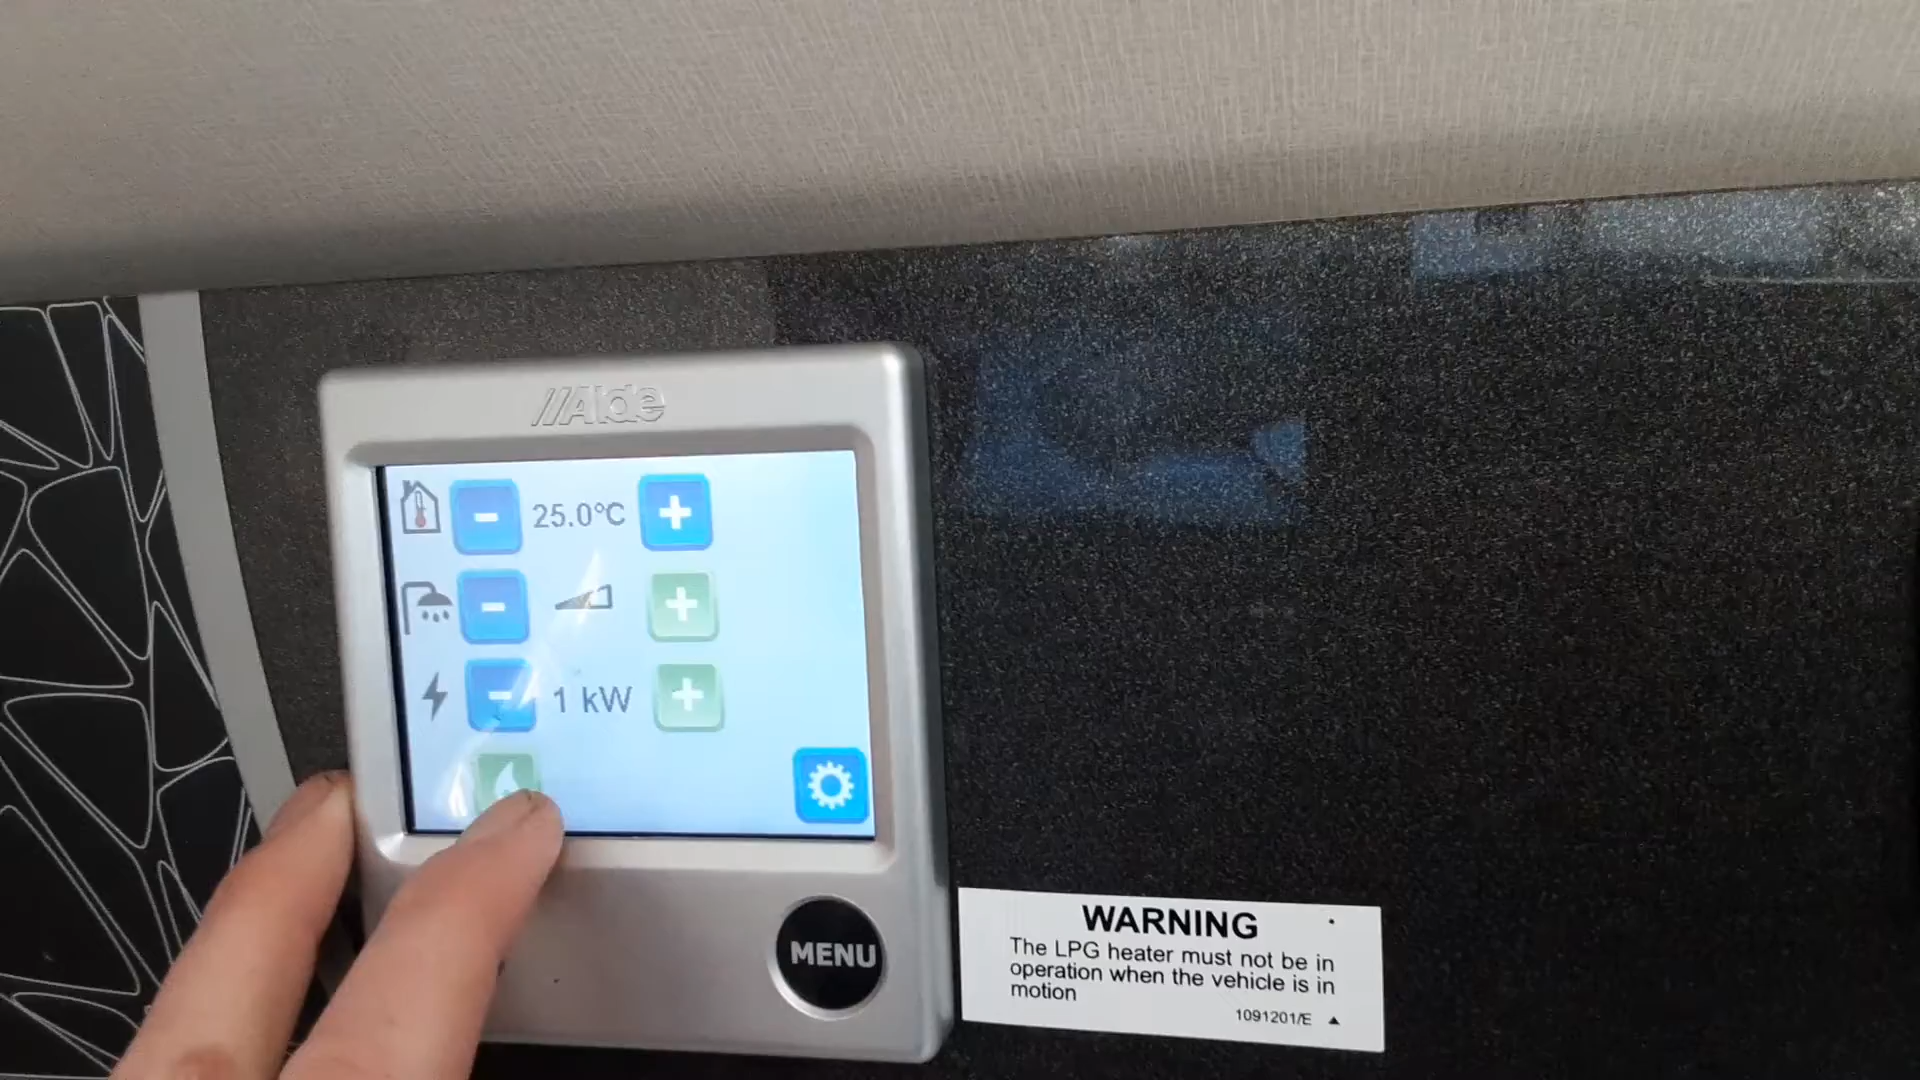 Alde
25.0°C
1 kW
MENU
WARNING
The LPG heater must not be in
operation when the vehicle is in
motion
1091201/E